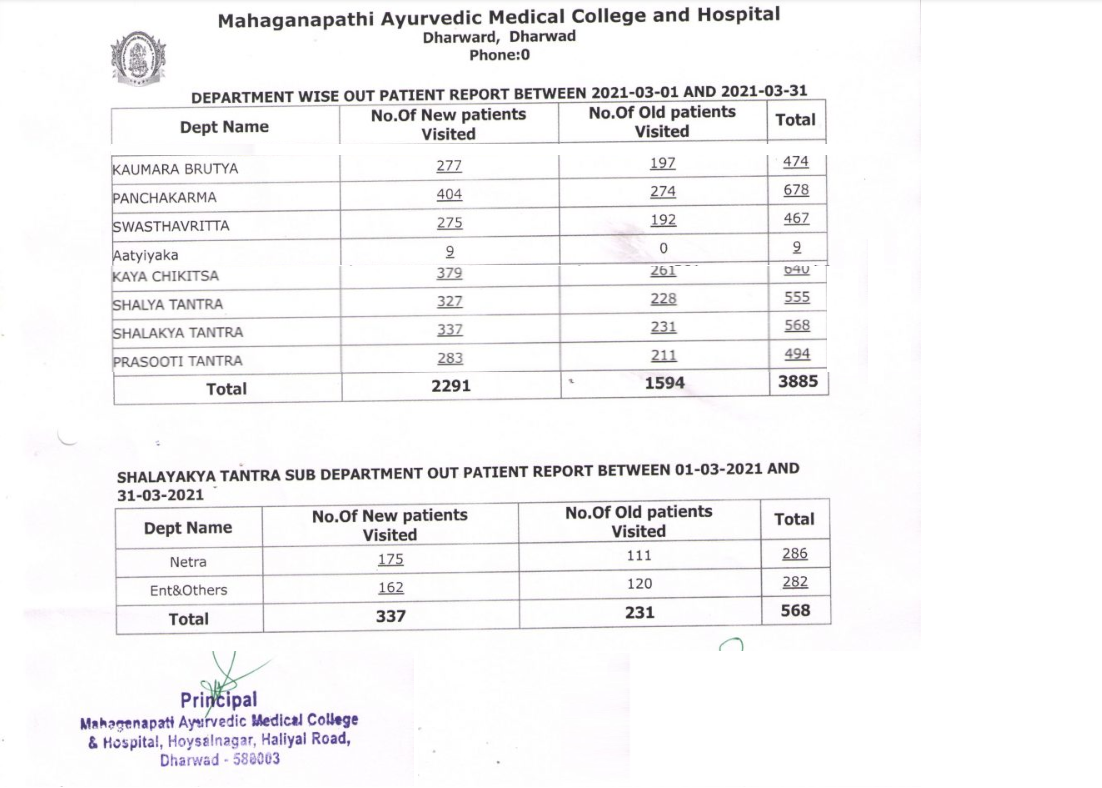 Mahaganapathi Ayurvedic Medical College and Hospital
Dharward, Dharwad
Phone:0
DEPARTMENT WISE OUT PATIENT REPORT BETWEEN 2021-03-01 AND 2021-03-31
Dept Name No.Of New patients Visited No.Of Old patients Visited Total
KAUMARA BRUTYA 277 197 474
PANCHAKARMA 404 274 678
SWASTHAVRITTA 275 192 467
Aatyiyaka 9 0 9
KAYA CHIKITSA 379 261 640
SHALYA TANTRA 327 228 555
SHALAKYA TANTRA 337 231 568
PRASOOTI TANTRA 283 211 494
Total 2291 1594 3885
SHALAYAKYA TANTRA SUB DEPARTMENT OUT PATIENT REPORT BETWEEN 01-03-2021 AND
31-03-2021
Dept Name No.Of New patients Visited No.Of Old patients Visited Total
Netra 175 111 286
Ent&Others 162 120 282
Total 337 231 568
Principal
Mahagenapati Ayurvedic Medical College
& Hospital, Hoysalnagar, Haliyal Road,
Dharwad - 580003